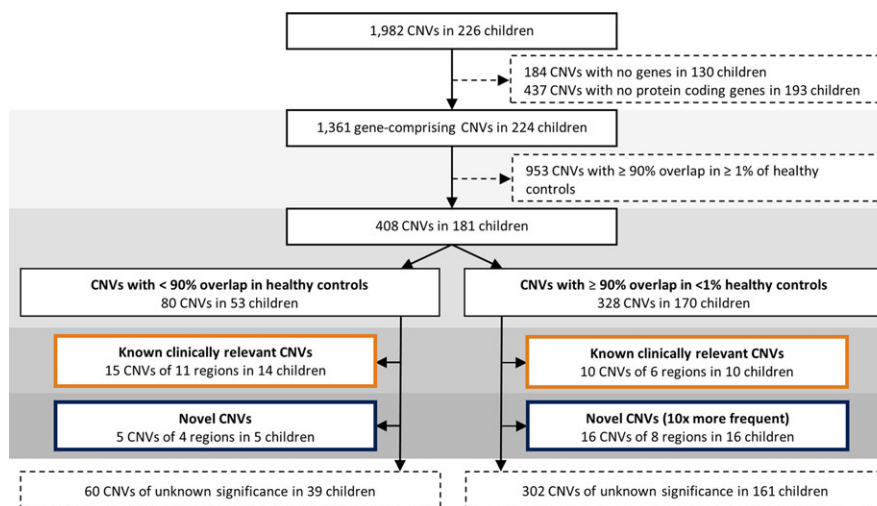 1,982 CNVs in 226 children
184 CNVs with no genes in 130 children
437 CNVs with no protein coding genes in 193 children
1,361 gene-comprising CNVs in 224 children
953 CNVs with ≥ 90% overlap in ≥ 1% of healthy
controls
408 CNVs in 181 children
CNVs with < 90% overlap in healthy controls
80 CNVs in 53 children
CNVs with ≥ 90% overlap in <1% healthy controls
328 CNVs in 170 children
Known clinically relevant CNVs
15 CNVs of 11 regions in 14 children
Known clinically relevant CNVs
10 CNVs of 6 regions in 10 children
Novel CNVs
5 CNVs of 4 regions in 5 children
Novel CNVs (10x more frequent)
16 CNVs of 8 regions in 16 children
60 CNVs of unknown significance in 39 children
302 CNVs of unknown significance in 161 children